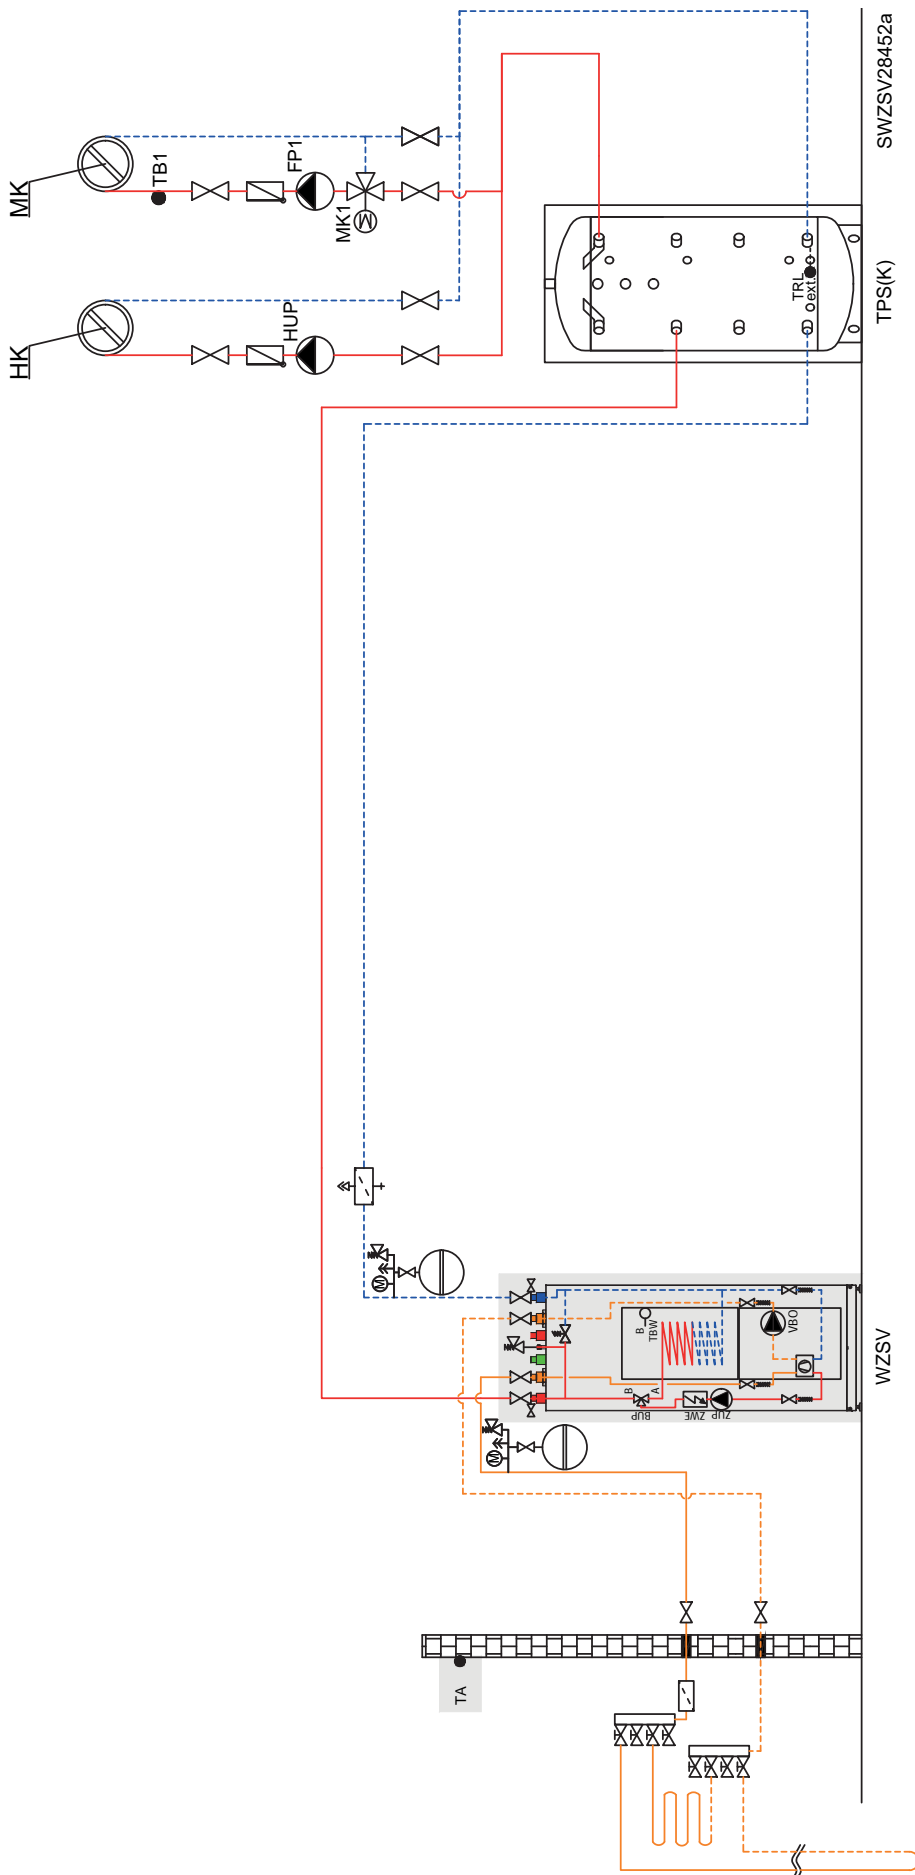 MK
TB1
FP1
MK1
HK
HUP
SWZSV28452a
TRL
ext.
TPS(K)
M
B
TBW
VBO
WZSV
B
A
BUP
ZWE
ZUP
M
TA